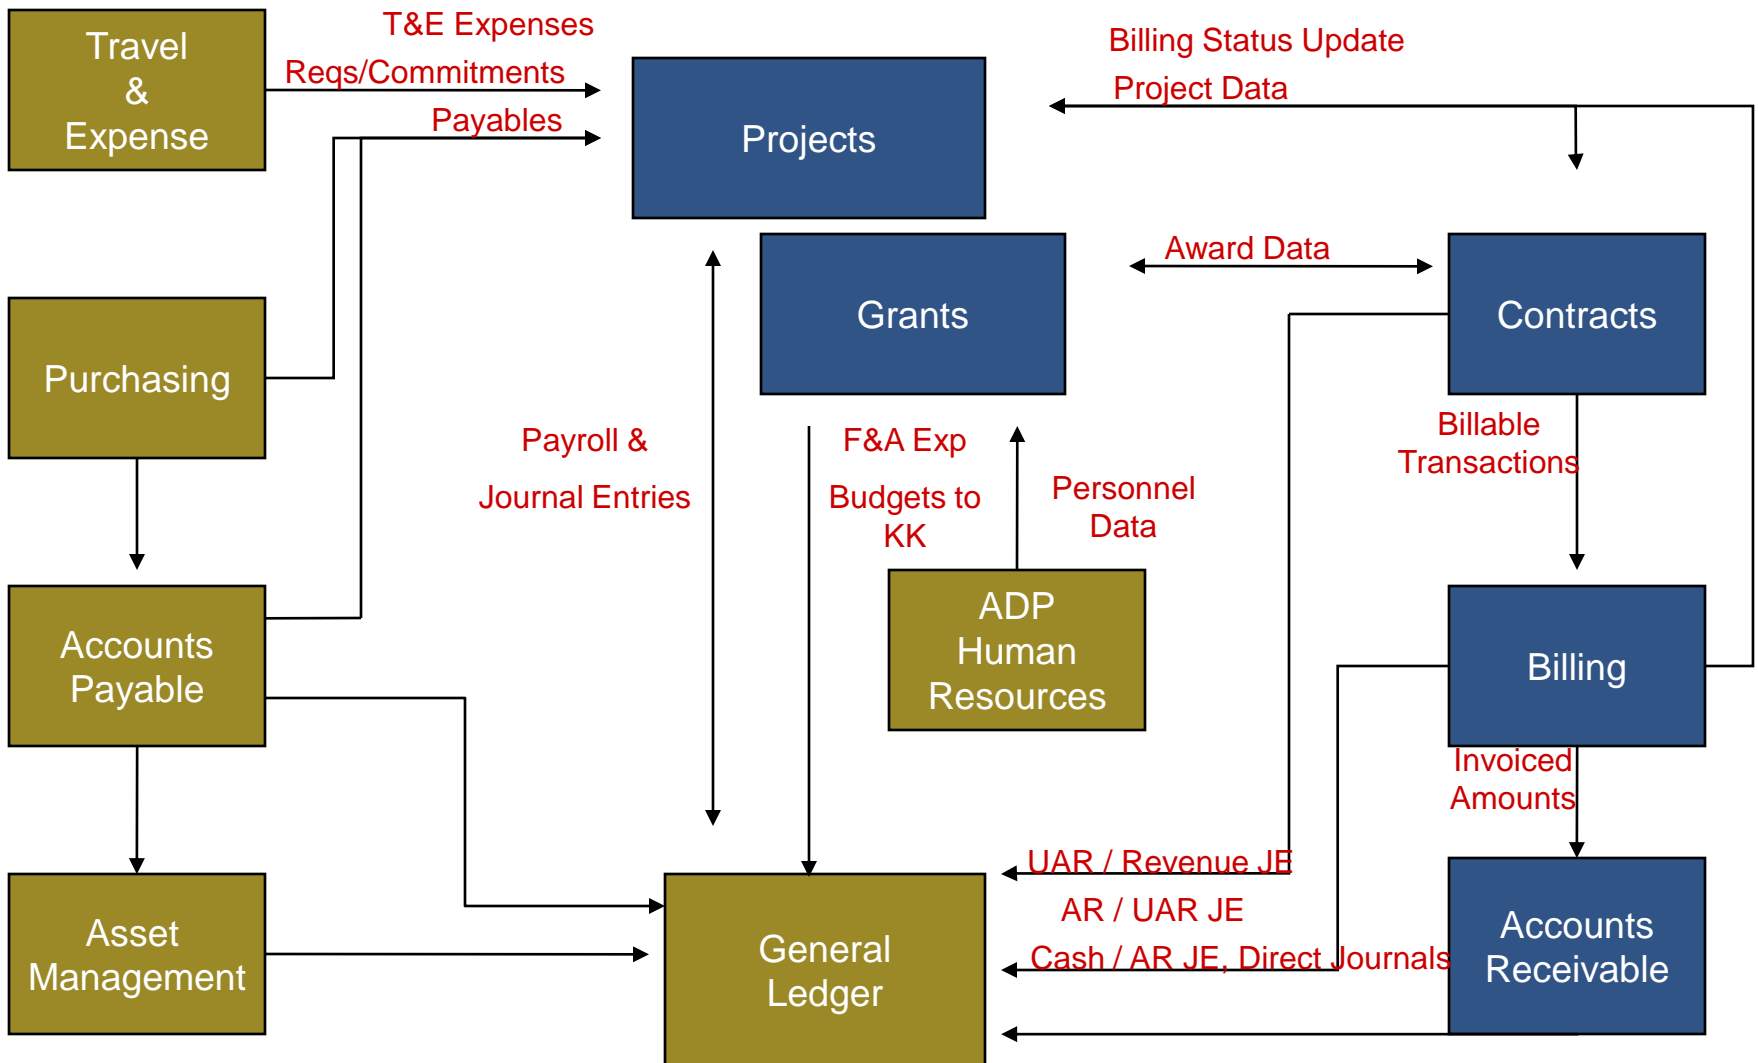 Travel
&
Expense
T&E Expenses
Reqs/Commitments
Payables
Projects
Billing Status Update
Project Data
Grants
Award Data
Contracts
Purchasing
Payroll &
Journal Entries
F&A Exp
Budgets to
KK
Personnel
Data
Billable
Transactions
Accounts
Payable
ADP
Human
Resources
Billing
Invoiced
Amounts
Asset
Management
General
Ledger
UAR / Revenue JE
AR / UAR JE
Cash / AR JE, Direct Journals
Accounts
Receivable